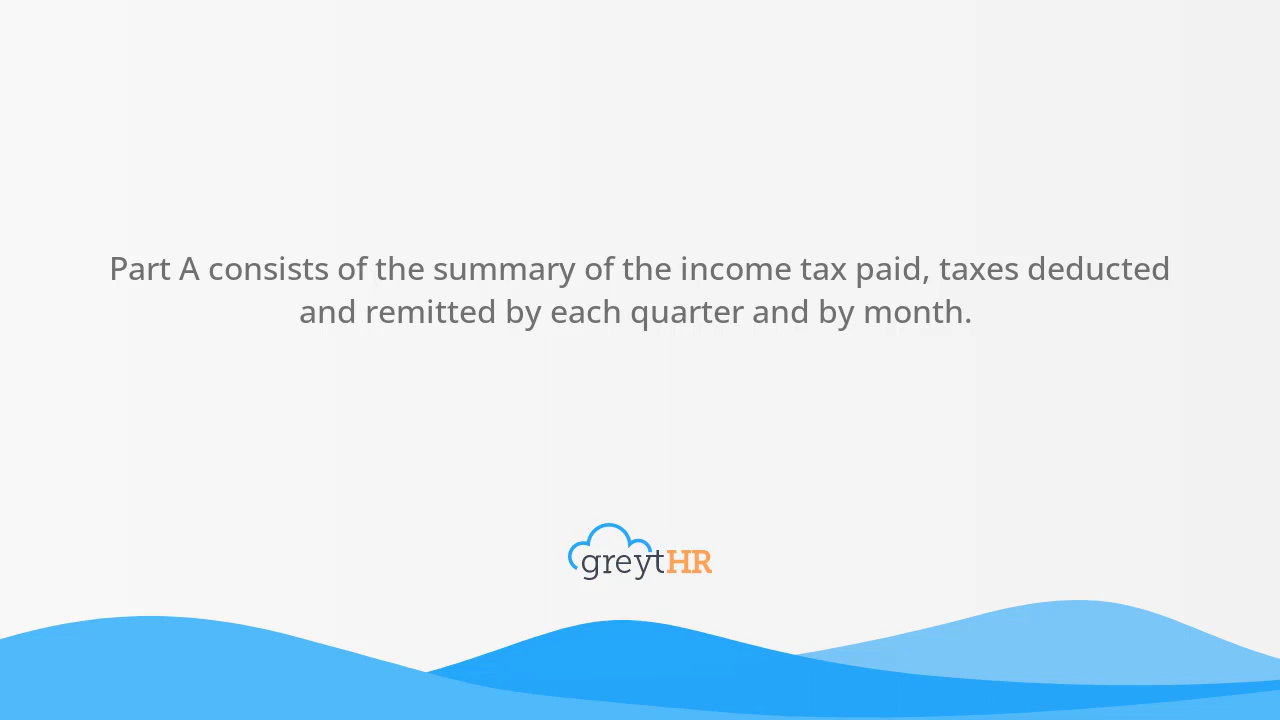 Part A consists of the summary of the income tax paid, taxes deducted
and remitted by each quarter and by month.
greytHR